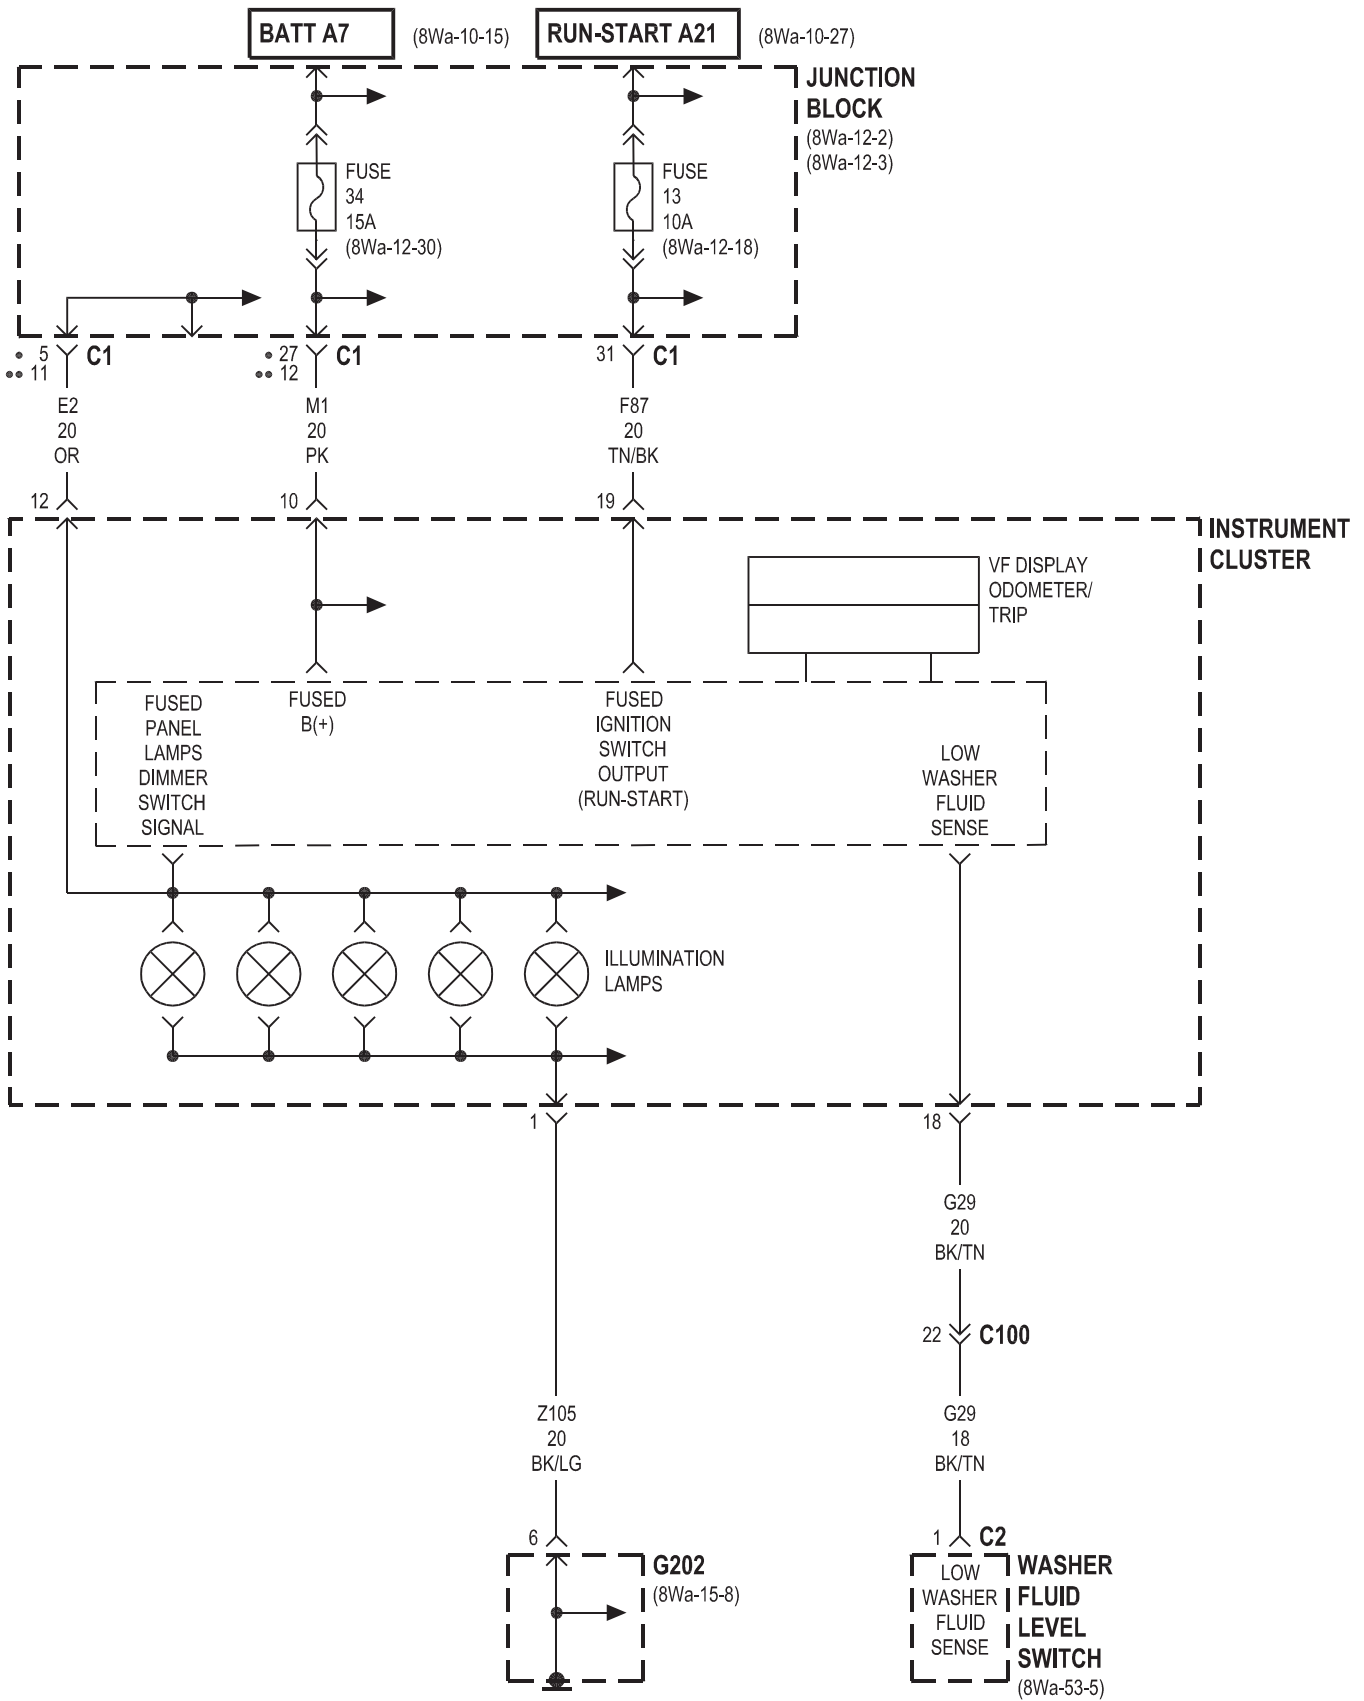 BATT A7
(8Wa-10-15)
RUN-START A21
(8Wa-10-27)
JUNCTION
BLOCK
(8Wa-12-2)
(8Wa-12-3)
FUSE
34
15A
(8Wa-12-30)
FUSE
13
10A
(8Wa-12-18)
• 5
C1
•• 11
• 27
C1
•• 12
31
C1
E2
20
OR
M1
20
PK
F87
20
TN/BK
12
10
19
INSTRUMENT
CLUSTER
VF DISPLAY
ODOMETER/
TRIP
FUSED
PANEL
LAMPS
DIMMER
SWITCH
SIGNAL
FUSED
B(+)
FUSED
IGNITION
SWITCH
OUTPUT
(RUN-START)
LOW
WASHER
FLUID
SENSE
ILLUMINATION
LAMPS
1
18
G29
20
BK/TN
22
C100
Z105
20
BK/LG
G29
18
BK/TN
6
G202
(8Wa-15-8)
1
C2
LOW
WASHER
FLUID
SENSE
WASHER
FLUID
LEVEL
SWITCH
(8Wa-53-5)